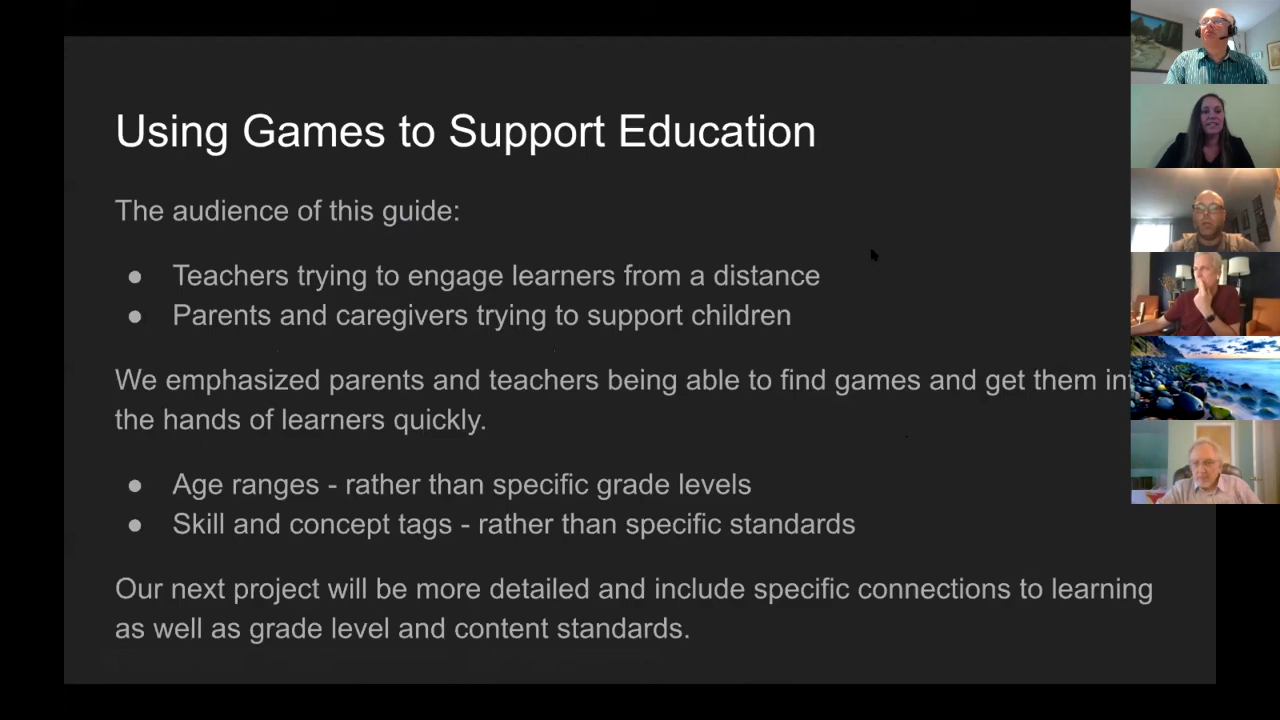 Using Games to Support Education
The audience of this guide:
● Teachers trying to engage learners from a distance
● Parents and caregivers trying to support children
We emphasized parents and teachers being able to find games and get them in
the hands of learners quickly.
● Age ranges - rather than specific grade levels
● Skill and concept tags - rather than specific standards
Our next project will be more detailed and include specific connections to learning
as well as grade level and content standards.